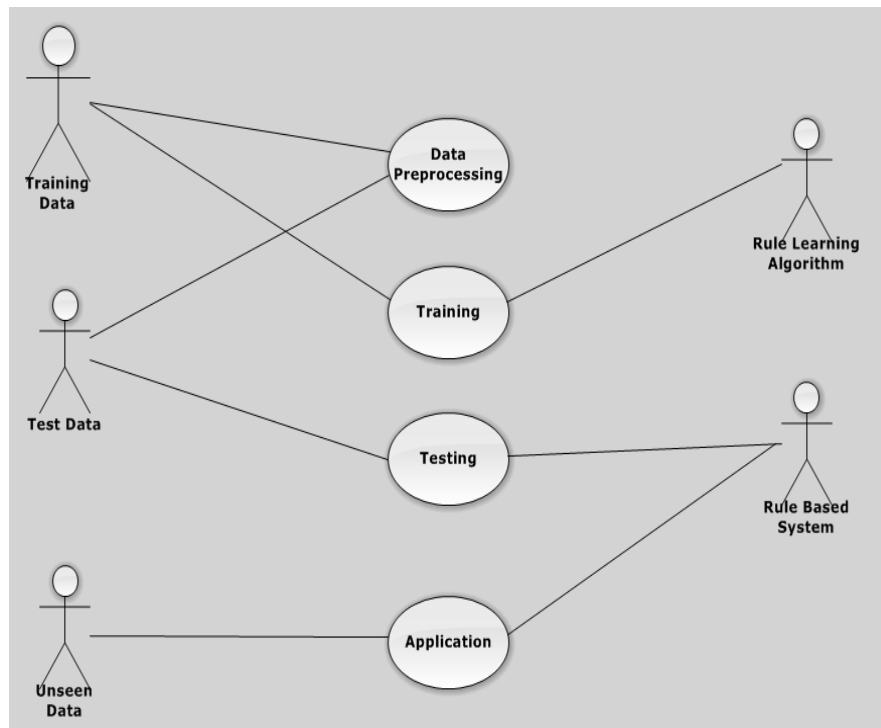 Training
Data
Data
Preprocessing
Rule Learning
Algorithm
Training
Test Data
Testing
Rule Based
System
Application
Unseen
Data